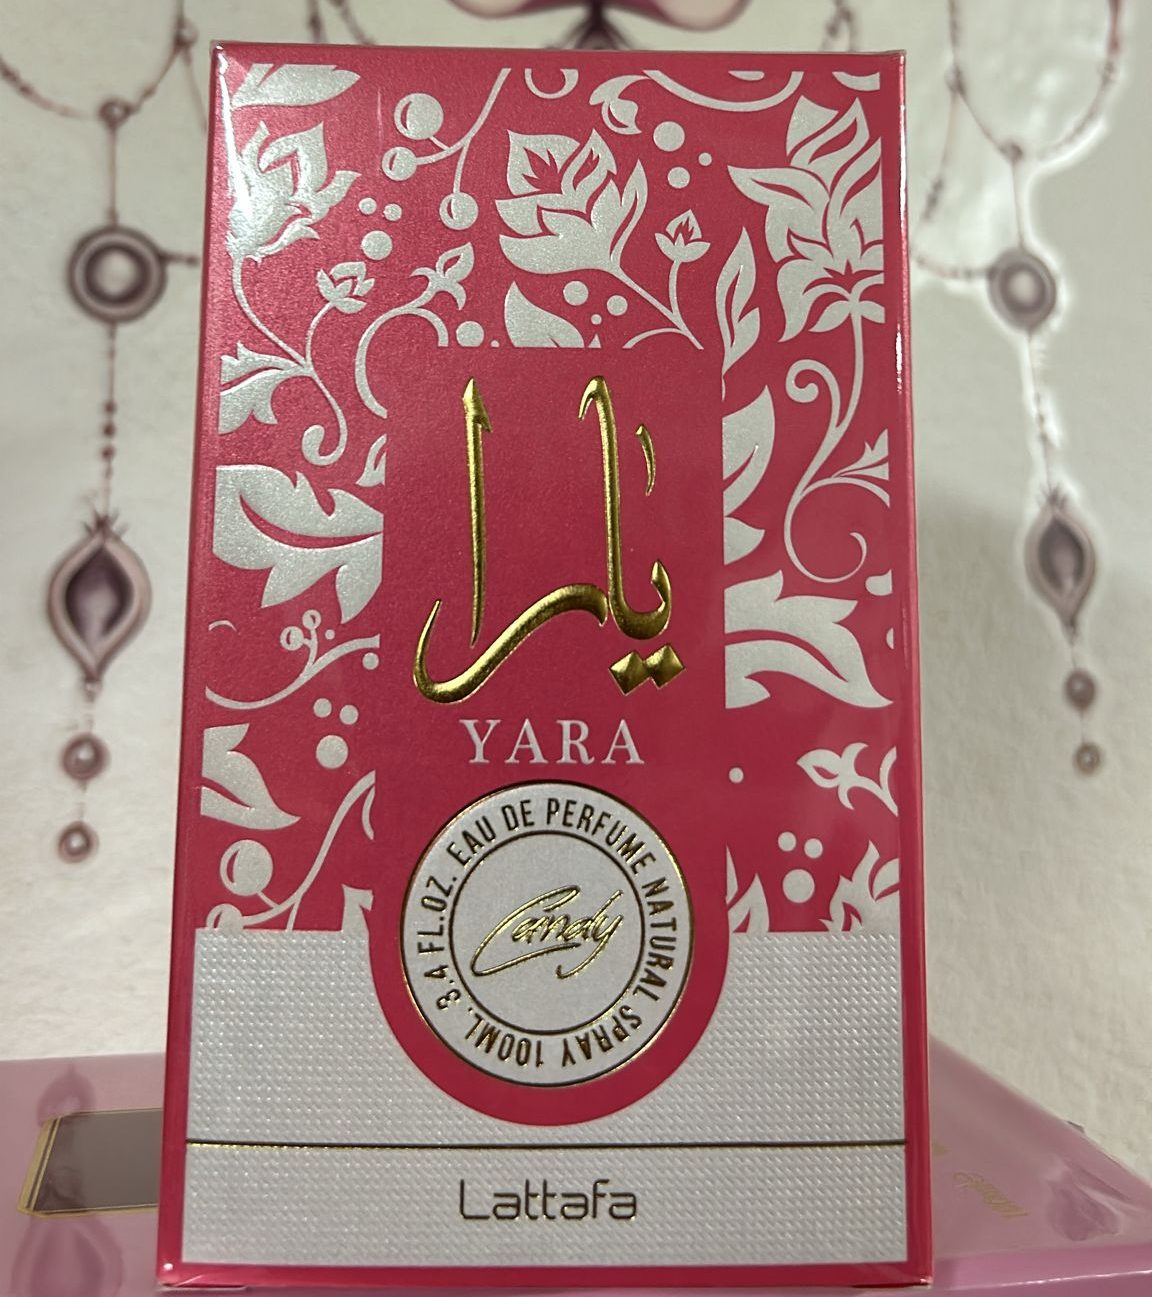 يارا
YARA
EAU DE PERFUME NATURAL SPRAY 100ML. 3.4 FL.OZ.
Candy
Lattafa